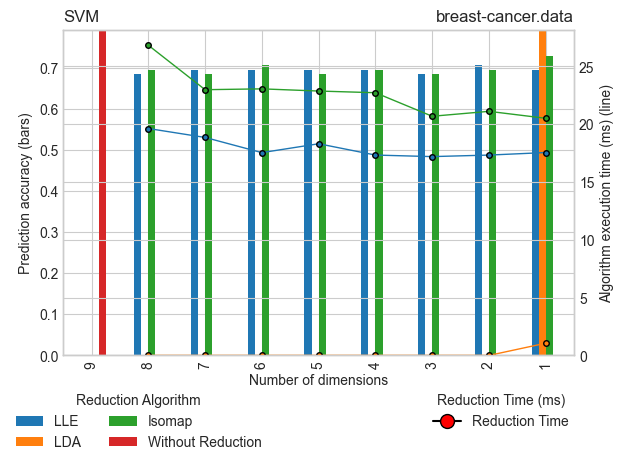 SVM
breast-cancer.data
Prediction accuracy (bars)
0.7
0.6
0.5
0.4
0.3
0.2
0.1
0.0
25
20
15
10
5
0
Algorithm execution time (ms) (line)
9 8 7 6 5 4 3 2 1
Number of dimensions
Reduction Algorithm
LLE
LDA
Isomap
Without Reduction
Reduction Time (ms)
Reduction Time